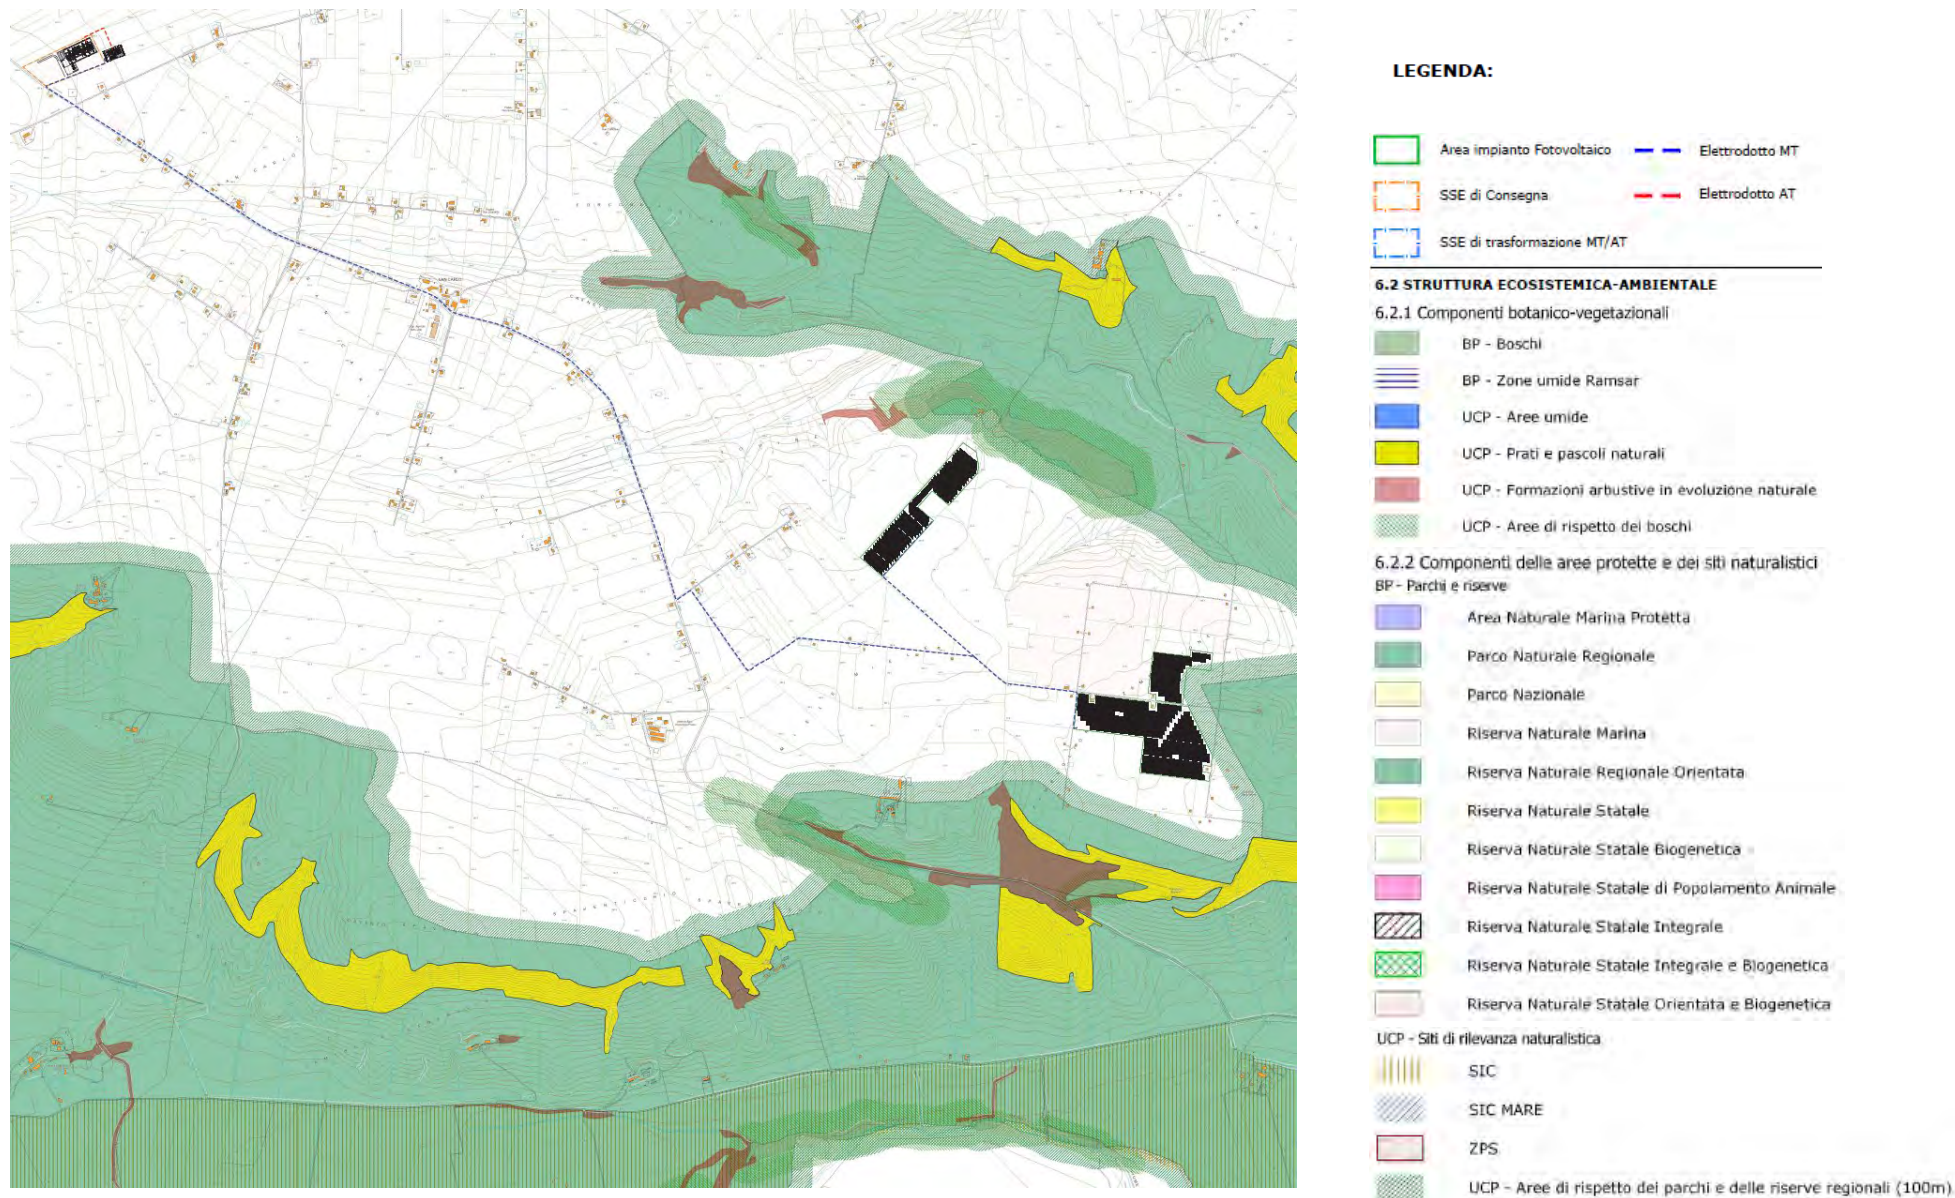 LEGENDA:
Area impianto Fotovoltaico
Elettrodotto MT
SSE di Consegna
Elettrodotto AT
SSE di trasformazione MT/AT
6.2 STRUTTURA ECOSISTEMICA-AMBIENTALE
6.2.1 Componenti botanico-vegetazionali
BP - Boschi
BP - Zone umide Ramsar
UCP - Aree umide
UCP - Prati e pascoli naturali
UCP - Formazioni arbustive in evoluzione naturale
UCP - Aree di rispetto dei boschi
6.2.2 Componenti delle aree protette e dei siti naturalistici
BP - Parchi e riserve
Area Naturale Marina Protetta
Parco Naturale Regionale
Parco Nazionale
Riserva Naturale Marina
Riserva Naturale Regionale Orientata
Riserva Naturale Statale
Riserva Naturale Statale Biogenetica
Riserva Naturale Statale di Popolamento Animale
Riserva Naturale Statale Integrale
Riserva Naturale Statale Integrale e Biogenetica
Riserva Naturale Statale Orientata e Biogenetica
UCP - Siti di rilevanza naturalistica
SIC
SIC MARE
ZPS
UCP - Aree di rispetto dei parchi e delle riserve regionali (100m)